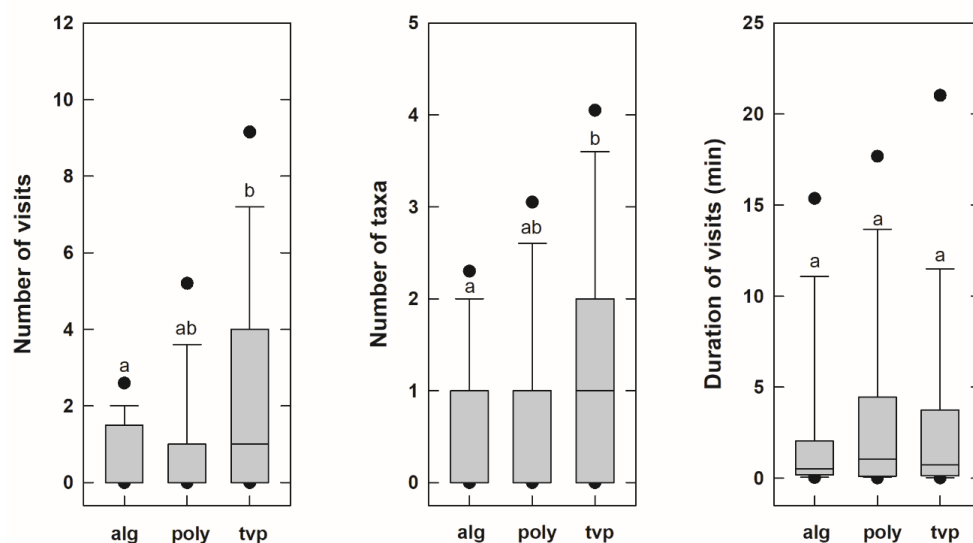 Number of visits
12
10
8
6
4
2
0
a
ab
b
alg poly tvp
Number of taxa
5
4
3
2
1
0
a
ab
b
alg poly tvp
Duration of visits (min)
25
20
15
10
5
0
a
a
a
alg poly tvp